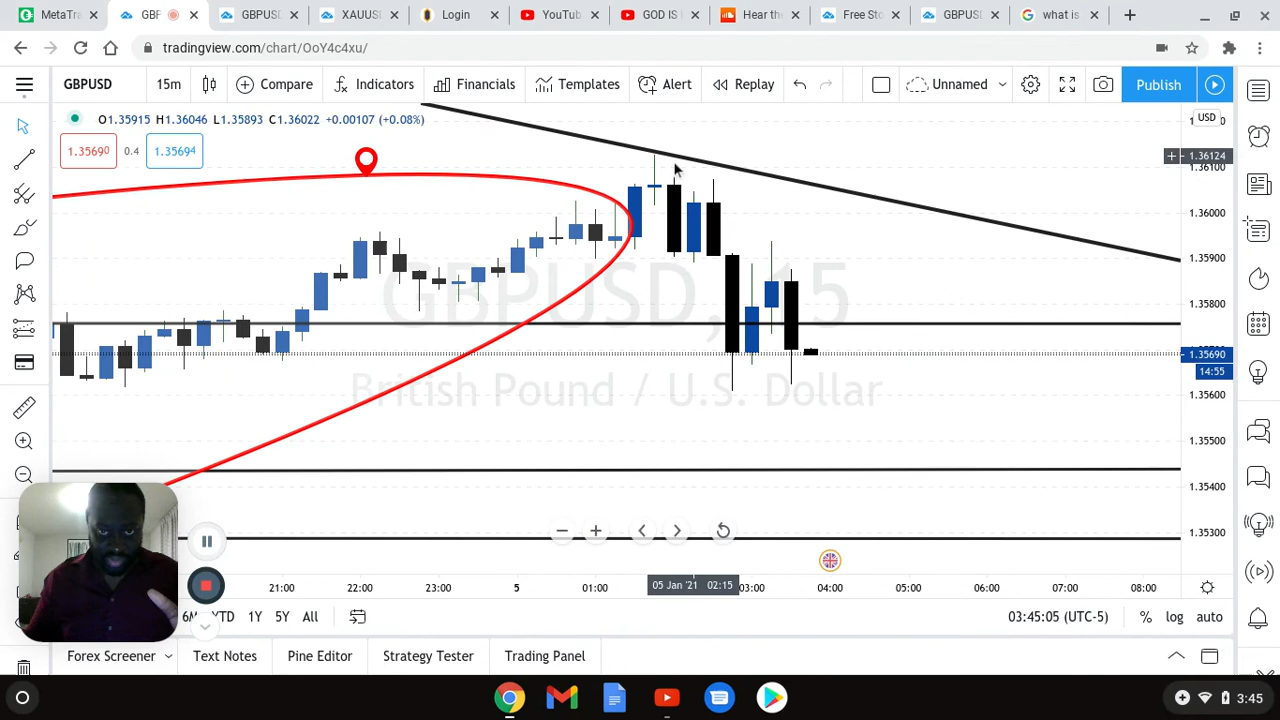 MetaTra
GBF
GBPUSD
XAUUSD
Login
YouTube
GOD IS
Hear the
Free Sto
GBPUSD
what is
tradingview.com/chart/OoY4c4xu/
GBPUSD 15m Compare Indicators Financials Templates Alert Replay Unnamed Publish
O1.35915 H1.36046 L1.35893 C1.36022 +0.00107 (+0.08%)
USD
1.35690 0.4 1.35694
1.36124
1.36100
1.36000
1.35900
1.35800
1.35690
14:55
1.35600
1.35500
1.35400
1.35300
GBPUSD, 15
British Pound / U.S. Dollar
21:00 22:00 23:00 5 01:00 05 Jan '21 02:15 03:00 04:00 05:00 06:00 07:00 08:00
6M YTD 1Y 5Y All 03:45:05 (UTC-5) % log auto
Forex Screener Text Notes Pine Editor Strategy Tester Trading Panel
3:45